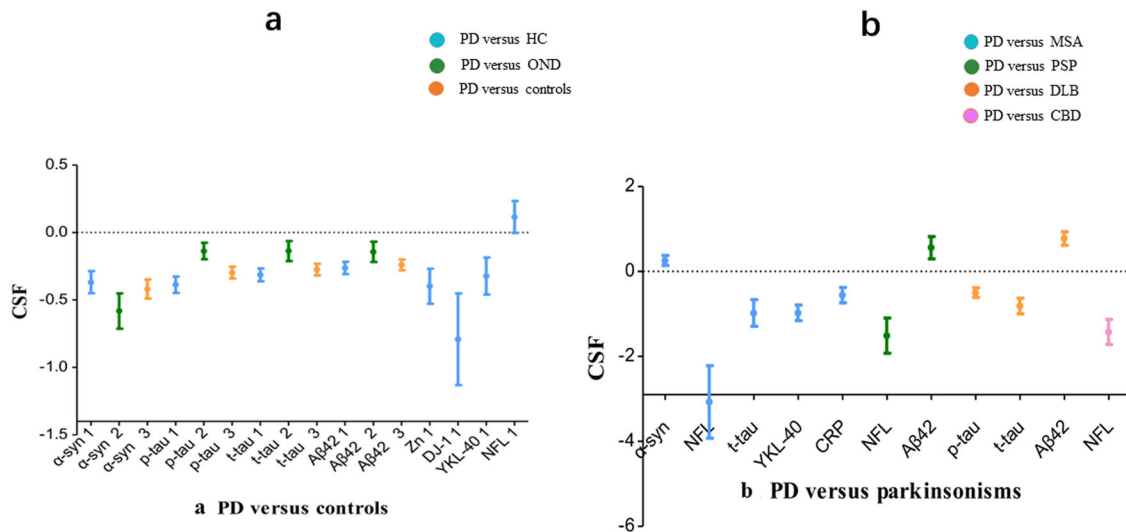 a
PD versus HC
PD versus OND
PD versus controls
0.5
0.0
-0.5
-1.0
-1.5
CSF
α-syn 1
α-syn 2
α-syn 3
p-tau 1
p-tau 2
p-tau 3
t-tau 1
t-tau 2
t-tau 3
Aβ42 1
Aβ42 2
Aβ42 3
Zn 1
DJ-1 1
YKL-40 1
NFL 1
a PD versus controls
b
PD versus MSA
PD versus PSP
PD versus DLB
PD versus CBD
2
0
-2
-4
-6
CSF
α-syn
NFL
t-tau
YKL-40
CRP
NFL
Aβ42
p-tau
t-tau
Aβ42
NFL
b PD versus parkinsonisms